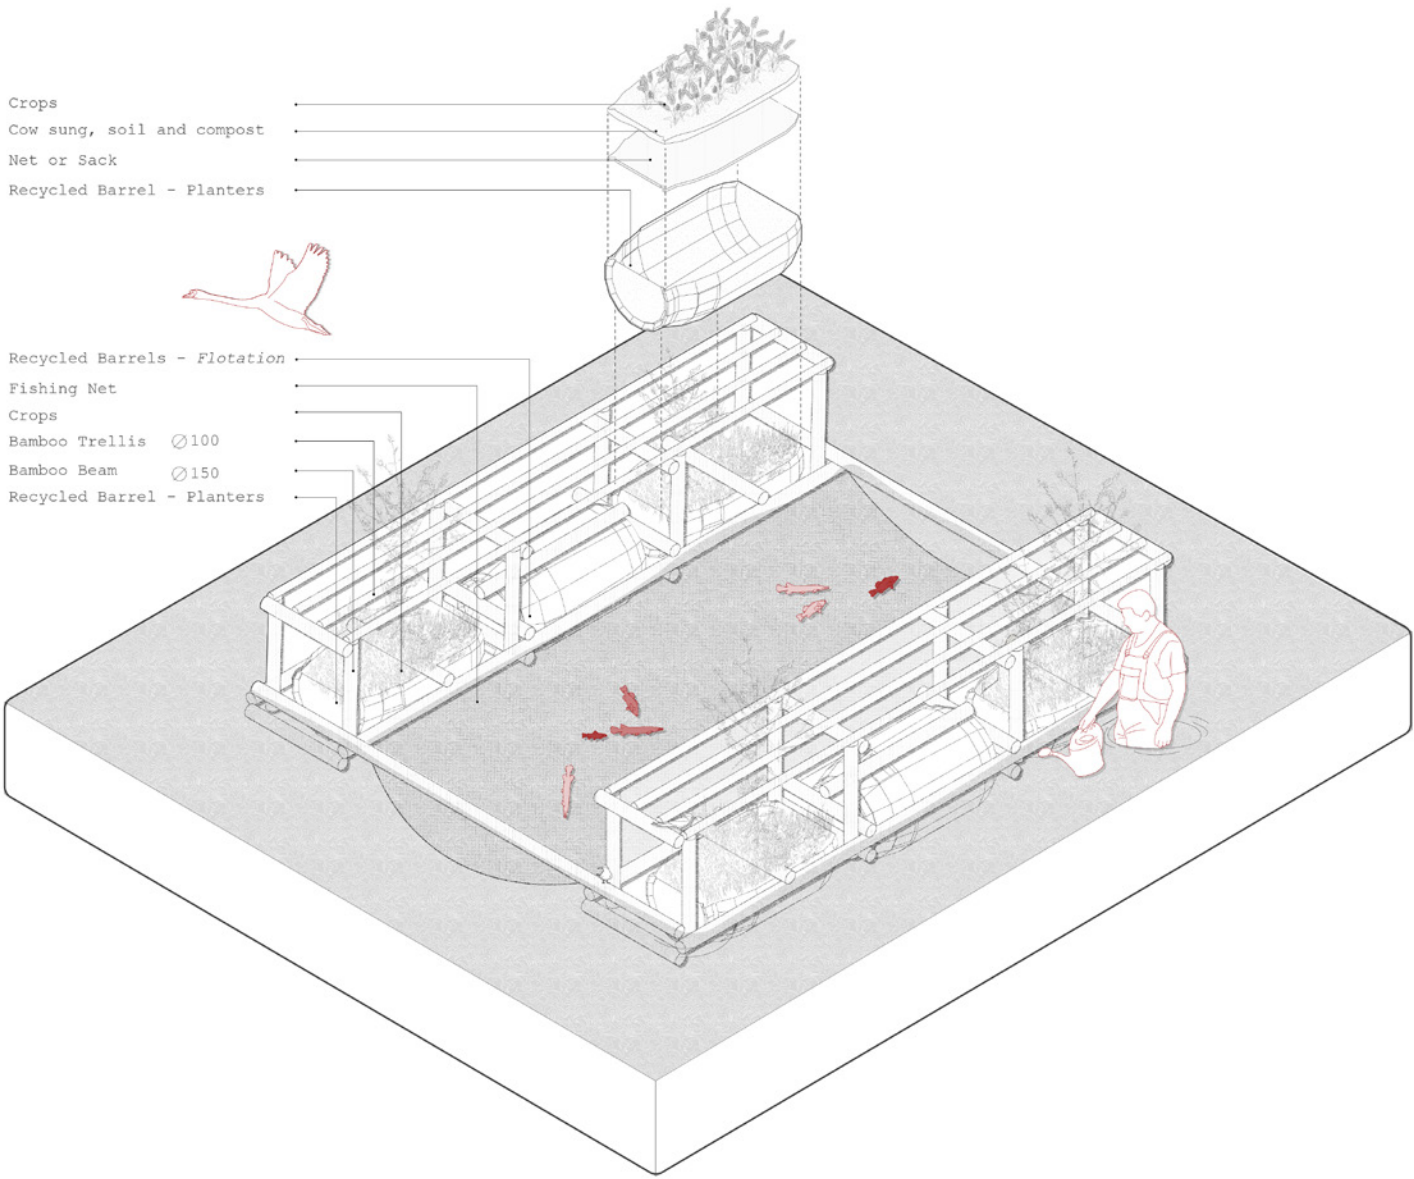 Crops
Cow sung, soil and compost
Net or Sack
Recycled Barrel - Planters
Recycled Barrels - Flotation
Fishing Net
Crops
Bamboo Trellis ∅100
Bamboo Beam ∅150
Recycled Barrel - Planters